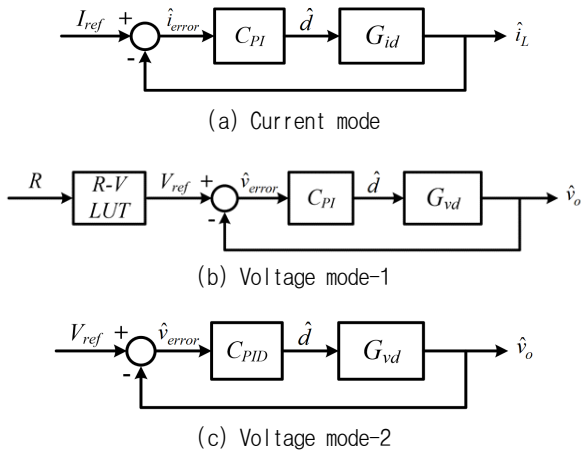 I_ref + î_error C_PI d̂ G_id î_L
-
(a) Current mode
R R-V V_ref + v̂_error C_PI d̂ G_vd v̂_o
LUT
-
(b) Voltage mode-1
V_ref + v̂_error C_PID d̂ G_vd v̂_o
-
(c) Voltage mode-2